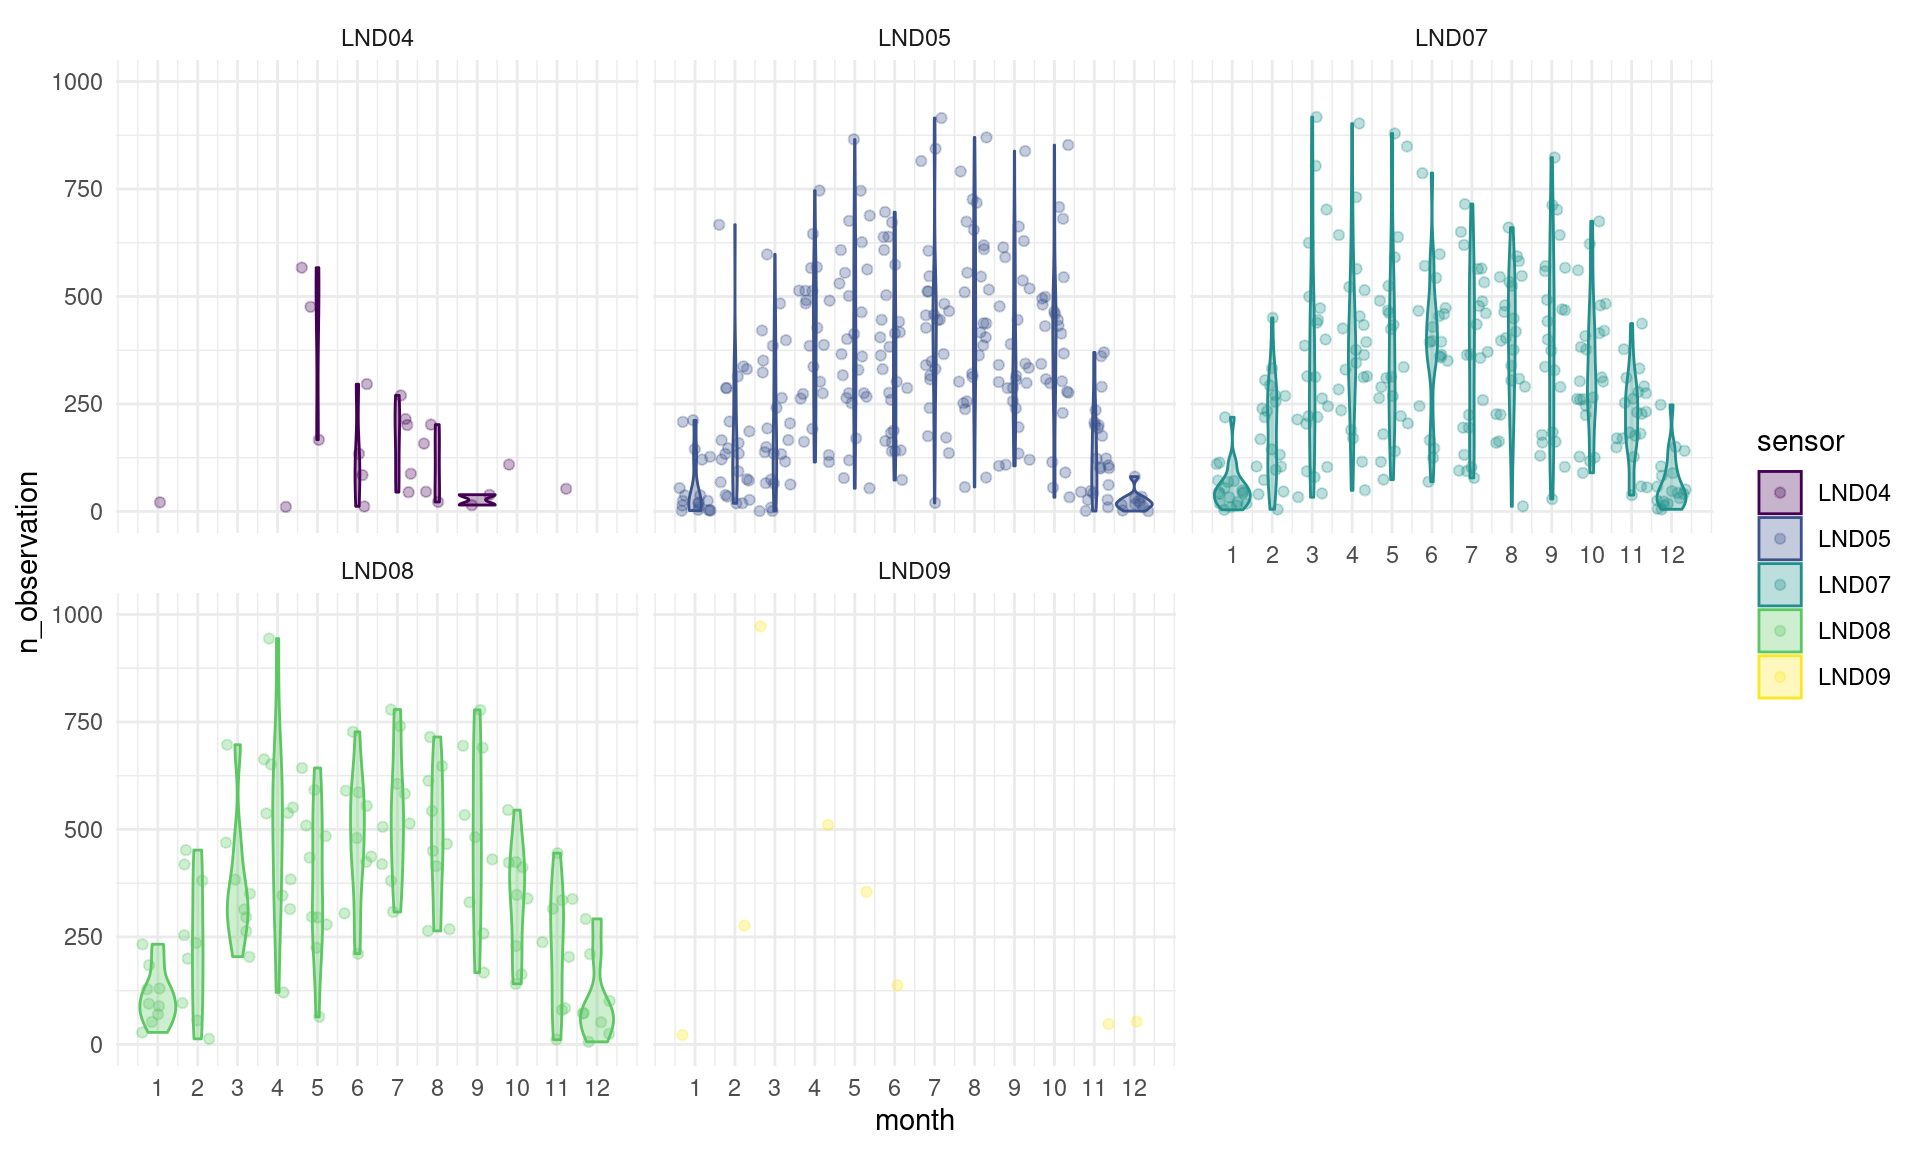 LND04 LND05 LND07
1000
750
500
250
0
1 2 3 4 5 6 7 8 9 10 11 12
LND08 LND09
n_observation
1000
750
500
250
0
1 2 3 4 5 6 7 8 9 10 11 12 1 2 3 4 5 6 7 8 9 10 11 12
month
sensor
LND04
LND05
LND07
LND08
LND09